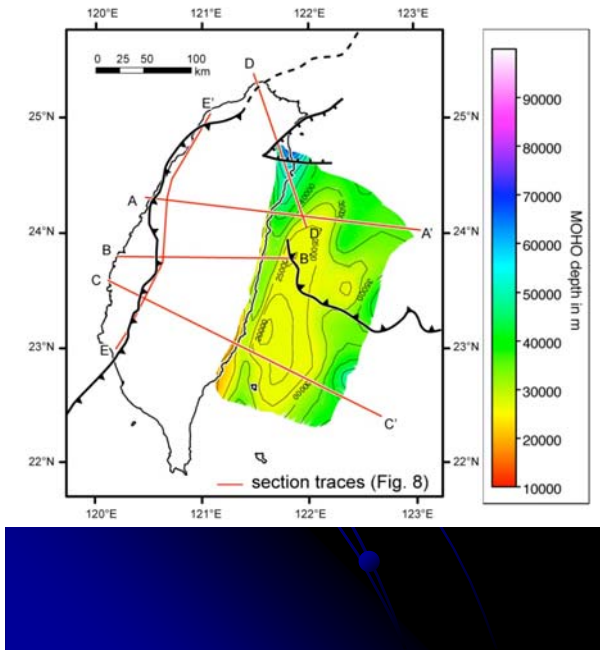 0 25 50 100
km
120°E 121°E 122°E 123°E
25°N 25°N
24°N 24°N
23°N 23°N
22°N 22°N
120°E 121°E 122°E 123°E
D
E'
A
A'
D'
B
B'
C
E
C'
section traces (Fig. 8)
90000
80000
70000
60000
50000
40000
30000
20000
10000
MOHO depth in m